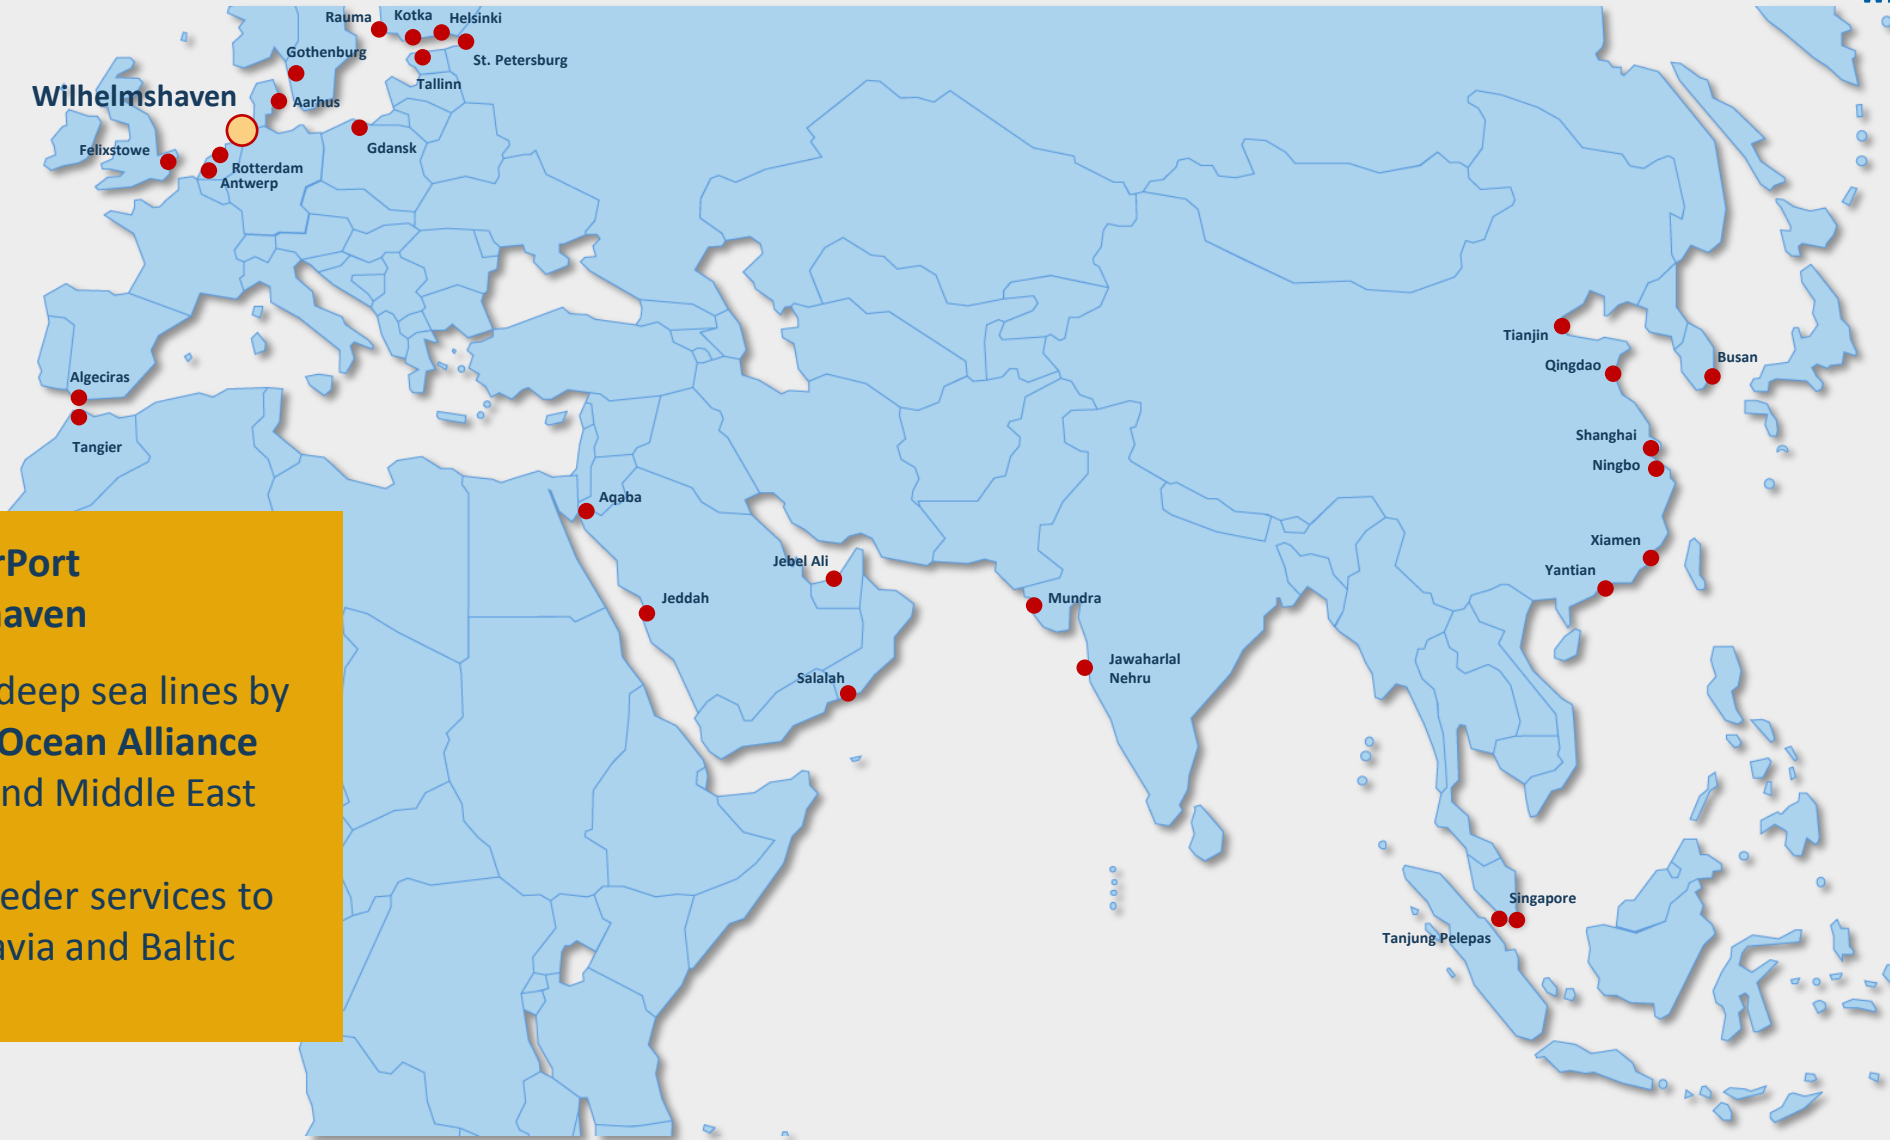 Rauma
Kotka
Helsinki
Gothenburg
St. Petersburg
Tallinn
Wilhelmshaven
Aarhus
Gdansk
Felixstowe
Rotterdam
Antwerp
Tianjin
Qingdao
Busan
Algeciras
Tangier
Shanghai
Ningbo
Aqaba
Xiamen
Jebel Ali
Yantian
Jeddah
Mundra
Jawaharlal
Nehru
Salalah
Singapore
Tanjung Pelepas
rPort
aven
deep sea lines by
Ocean Alliance
nd Middle East
eder services to
avia and Baltic